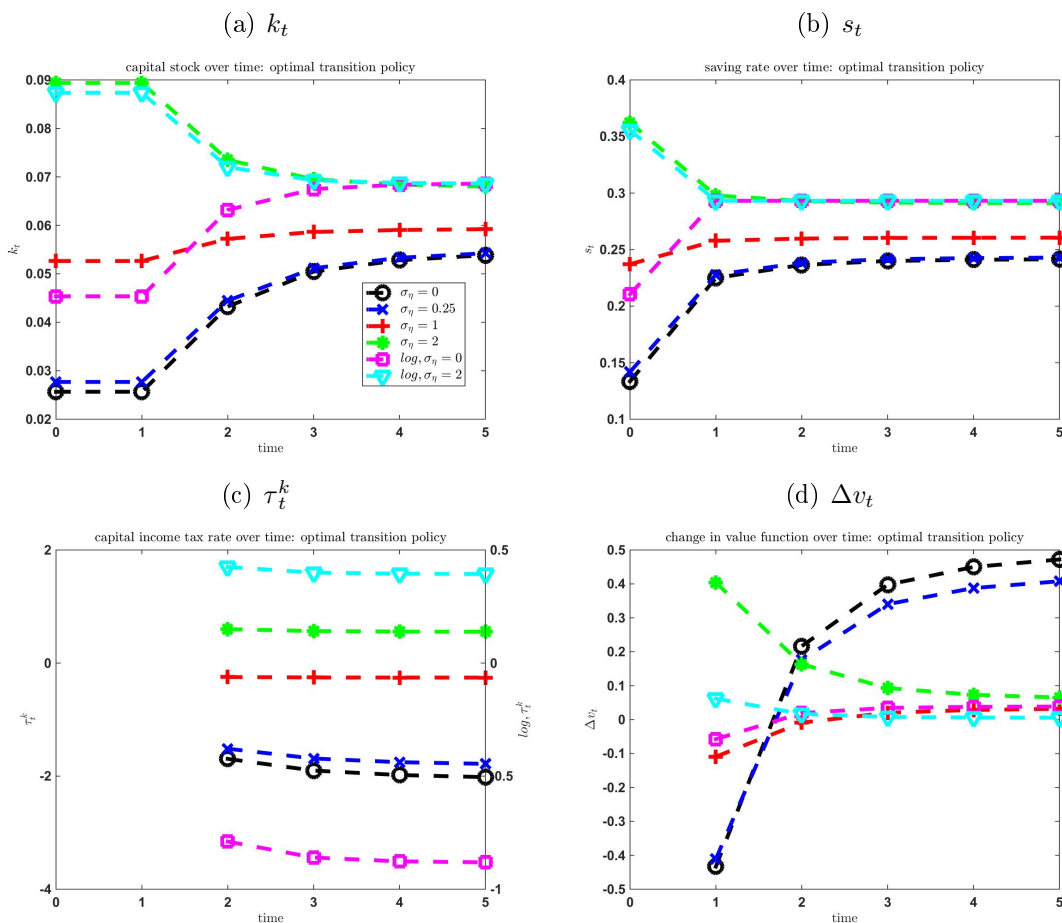 (a) k_t
capital stock over time: optimal transition policy
0.09
0.08
0.07
0.06
0.05
0.04
0.03
0.02
k_t
0 1 2 3 4 5
time
σ_η = 0
σ_η = 0.25
σ_η = 1
σ_η = 2
log, σ_η = 0
log, σ_η = 2
(b) s_t
saving rate over time: optimal transition policy
0.4
0.35
0.3
0.25
0.2
0.15
0.1
s_t
0 1 2 3 4 5
time
(c) τ_t^k
capital income tax rate over time: optimal transition policy
2
0
-2
-4
τ_t^k
0.5
0
-0.5
-1
log, τ_t^k
0 1 2 3 4 5
time
(d) Δv_t
change in value function over time: optimal transition policy
0.5
0.4
0.3
0.2
0.1
0
-0.1
-0.2
-0.3
-0.4
-0.5
Δv_t
0 1 2 3 4 5
time